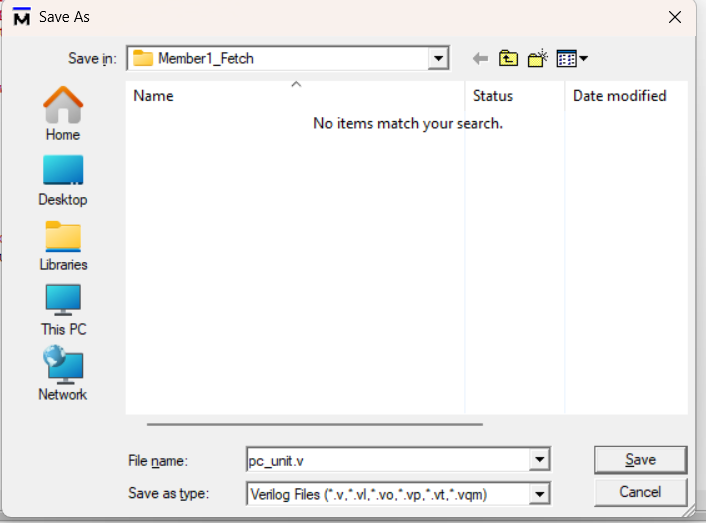 Save As
Save in: Member1_Fetch
Name Status Date modified
No items match your search.
Home
Desktop
Libraries
This PC
Network
File name: pc_unit.v Save
Save as type: Verilog Files (*.v,*.vl,*.vo,*.vp,*.vt,*.vqm) Cancel